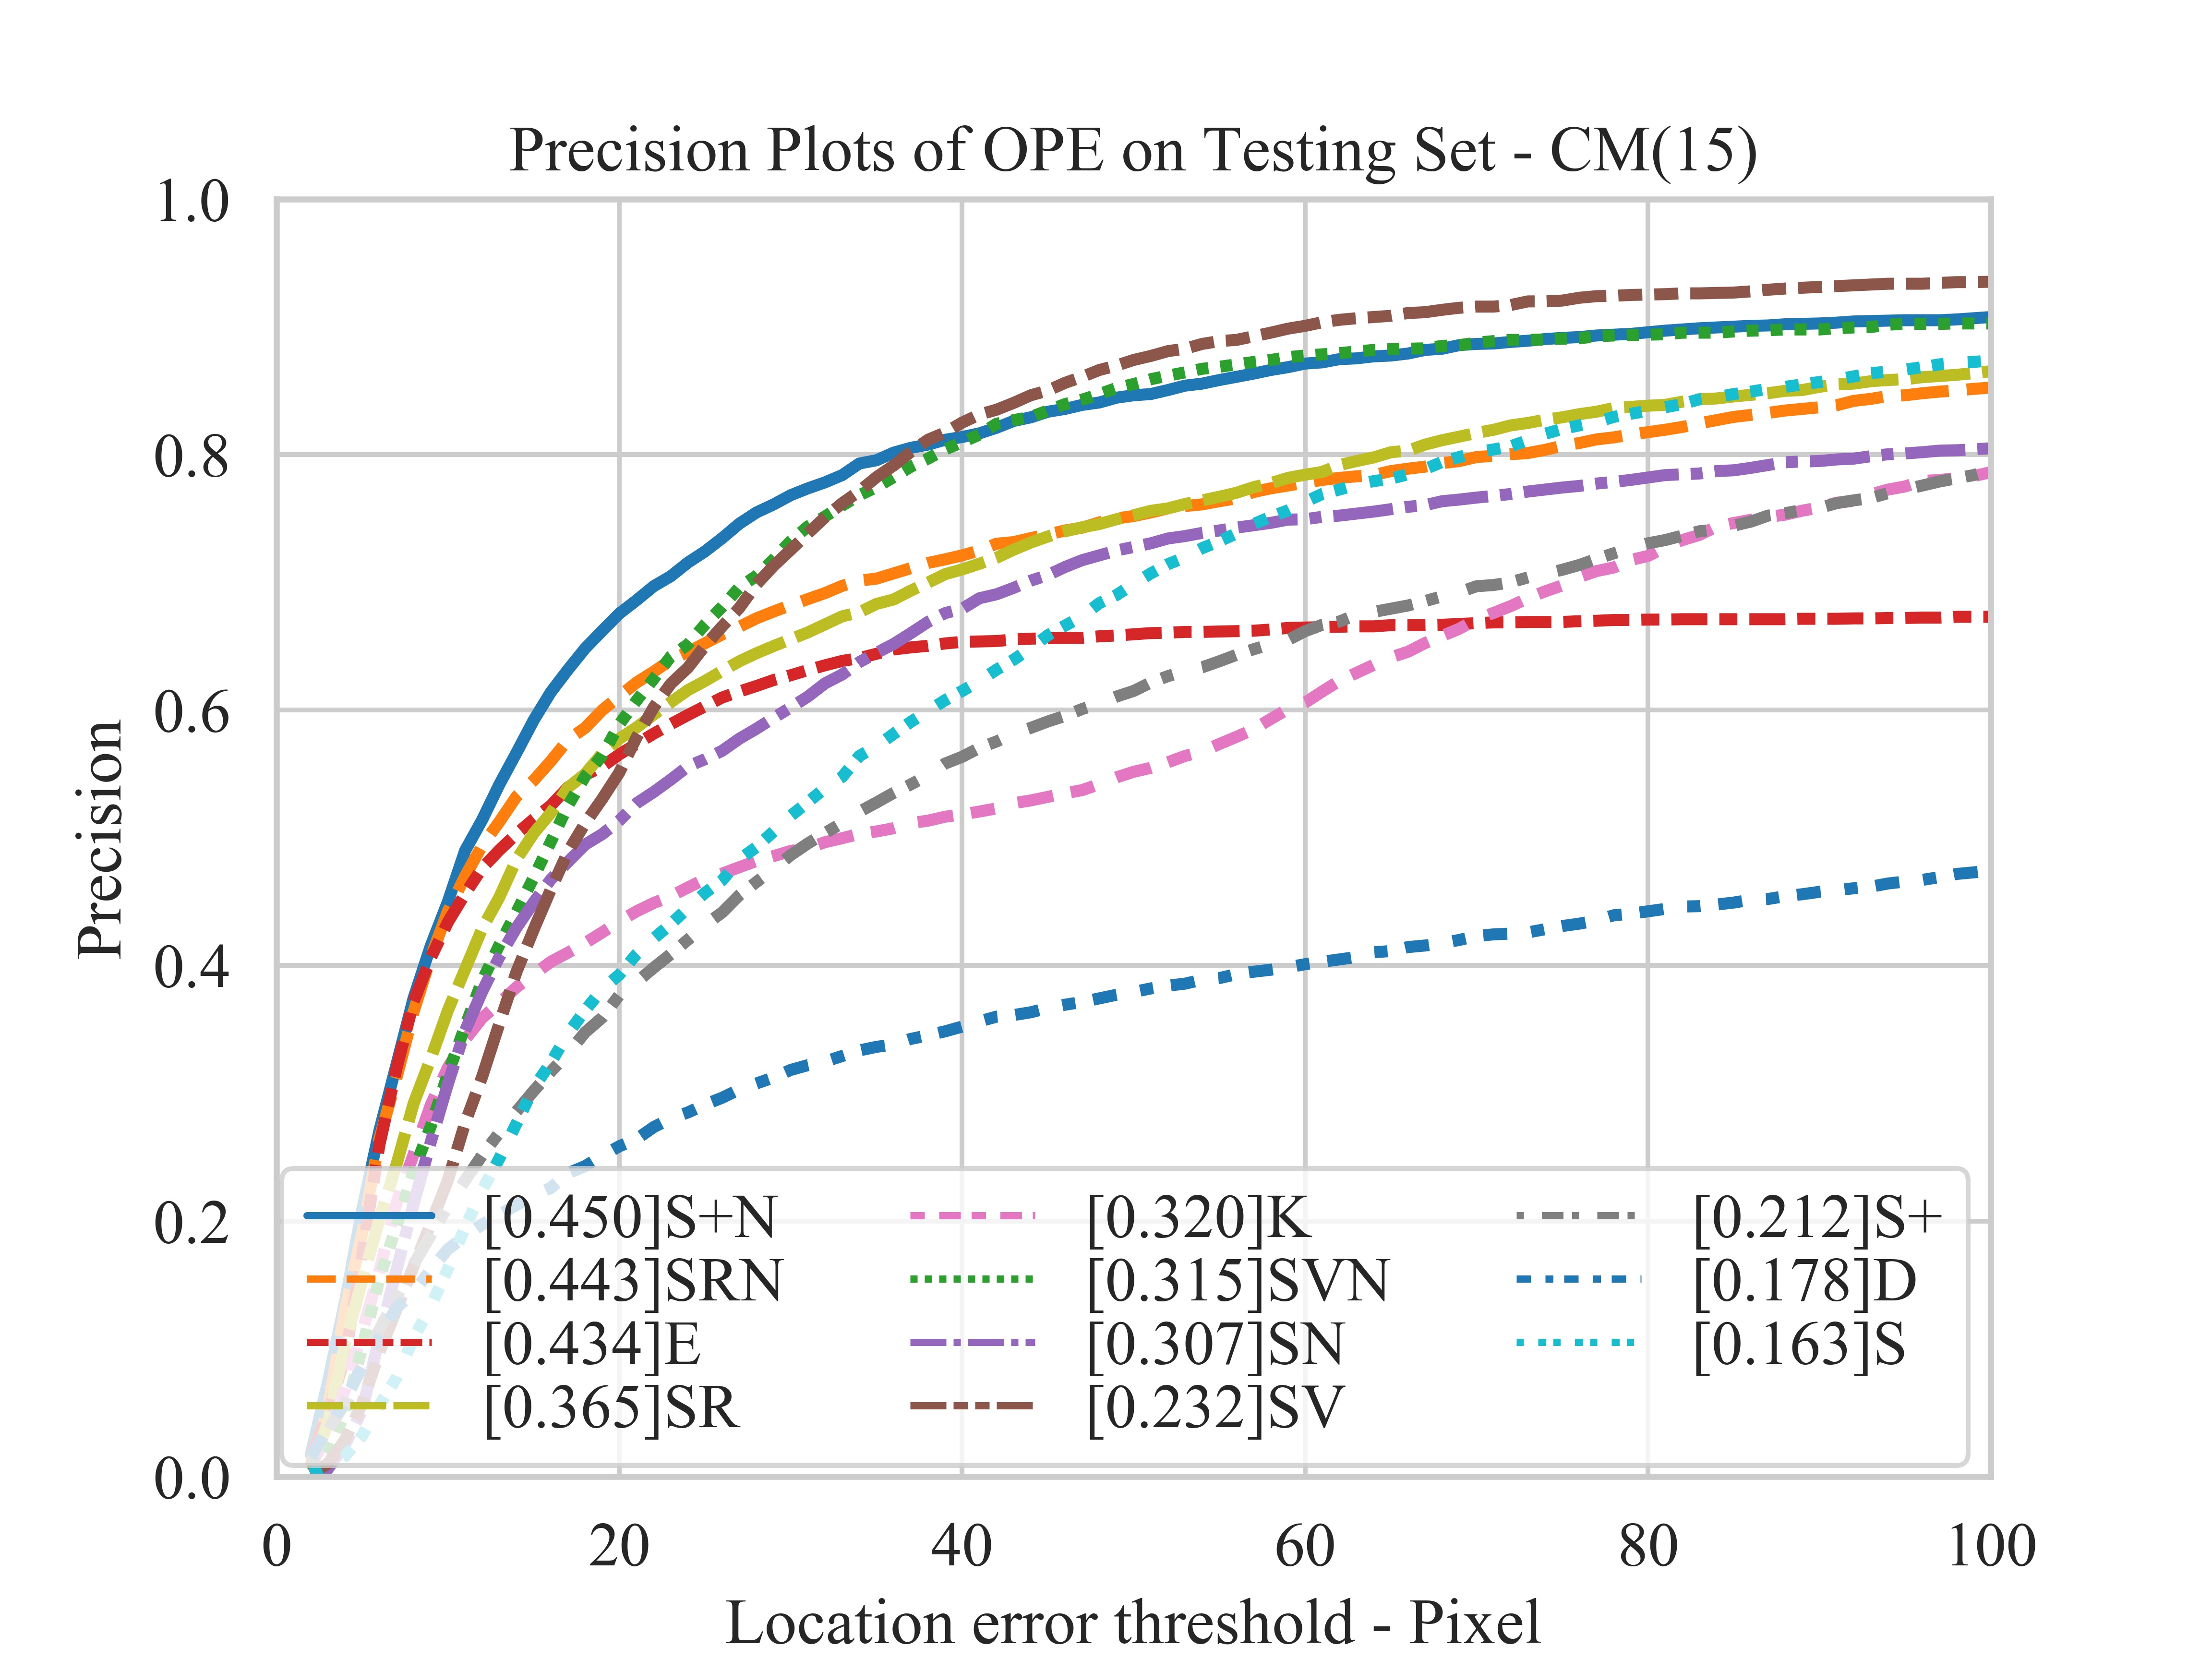 Precision Plots of OPE on Testing Set - CM(15)
1.0
0.8
0.6
0.4
0.2
0.0
Precision
[0.450]S+N
[0.443]SRN
[0.434]E
[0.365]SR
[0.320]K
[0.315]SVN
[0.307]SN
[0.232]SV
[0.212]S+
[0.178]D
[0.163]S
0 20 40 60 80 100
Location error threshold - Pixel